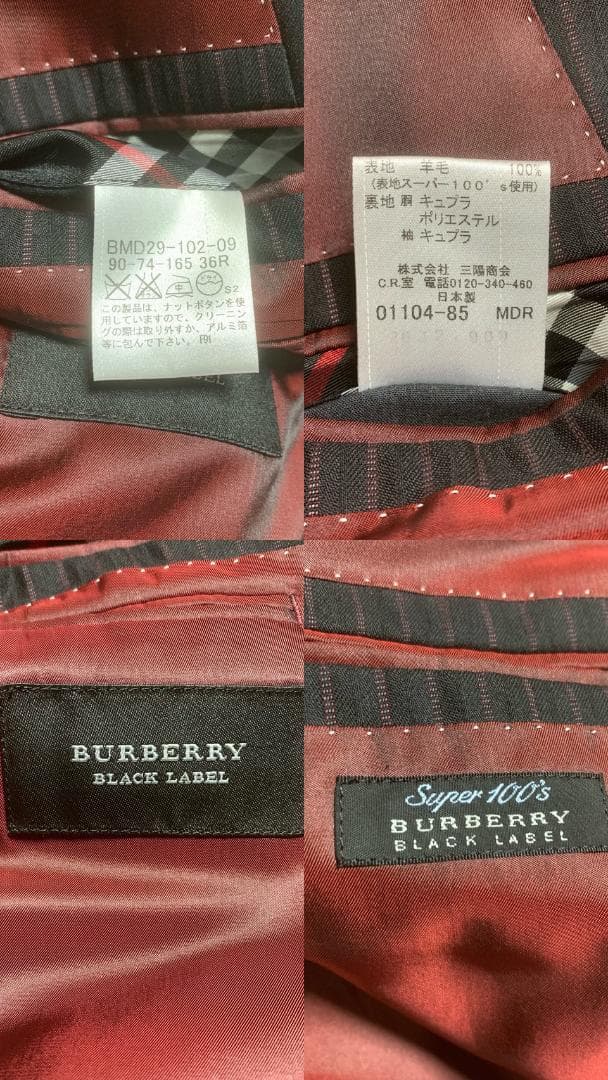 BMD29-102-09
90-74-165 36R
S2
この製品は、ナットボタンを使
用していますので、クリーニン
グの際は取り外すか、アルミ箔
等に包んで下さい。
表地 羊毛 100%
(表地スーパー100's使用)
裏地 胴 キュプラ
ポリエステル
袖 キュプラ
株式会社 三陽商会
C.R.室 電話0120-340-460
日本製
01104-85 MDR
BURBERRY
BLACK LABEL
Super 100's
BURBERRY
BLACK LABEL